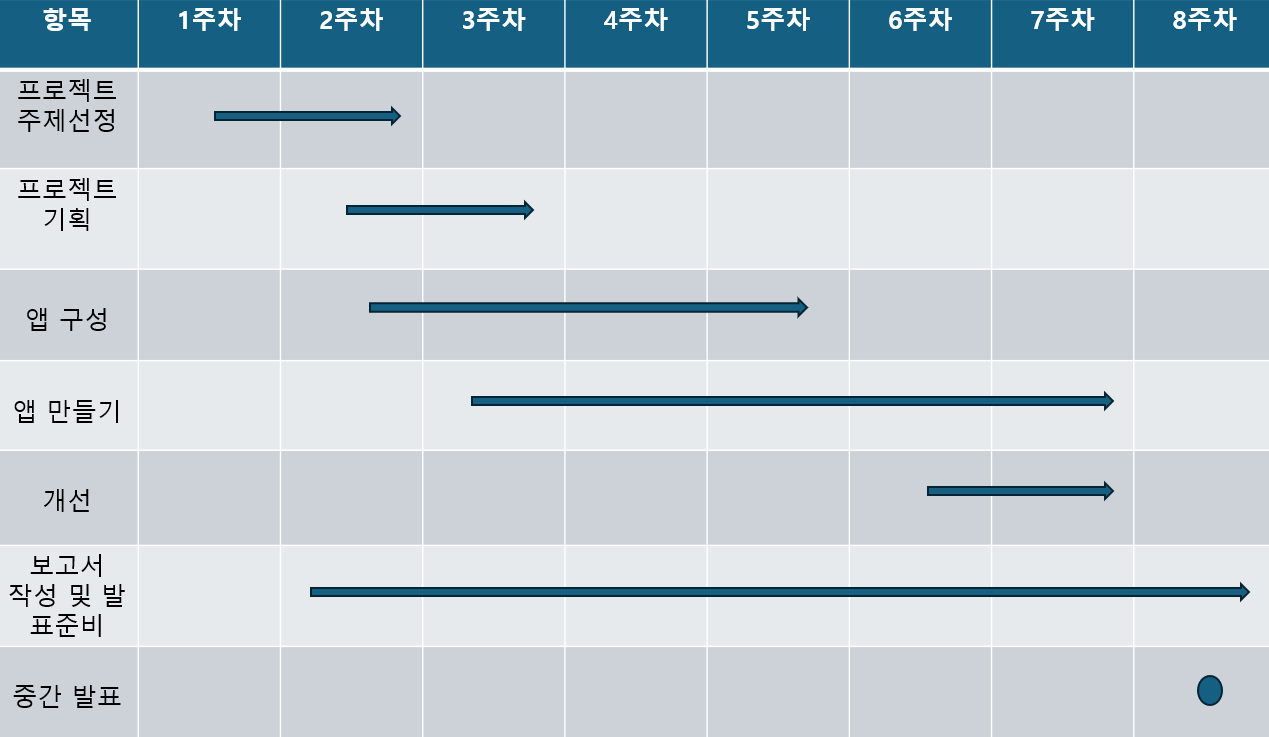 항목 1주차 2주차 3주차 4주차 5주차 6주차 7주차 8주차
프로젝트
주제선정
프로젝트
기획
앱 구성
앱 만들기
개선
보고서
작성 및 발
표준비
중간 발표